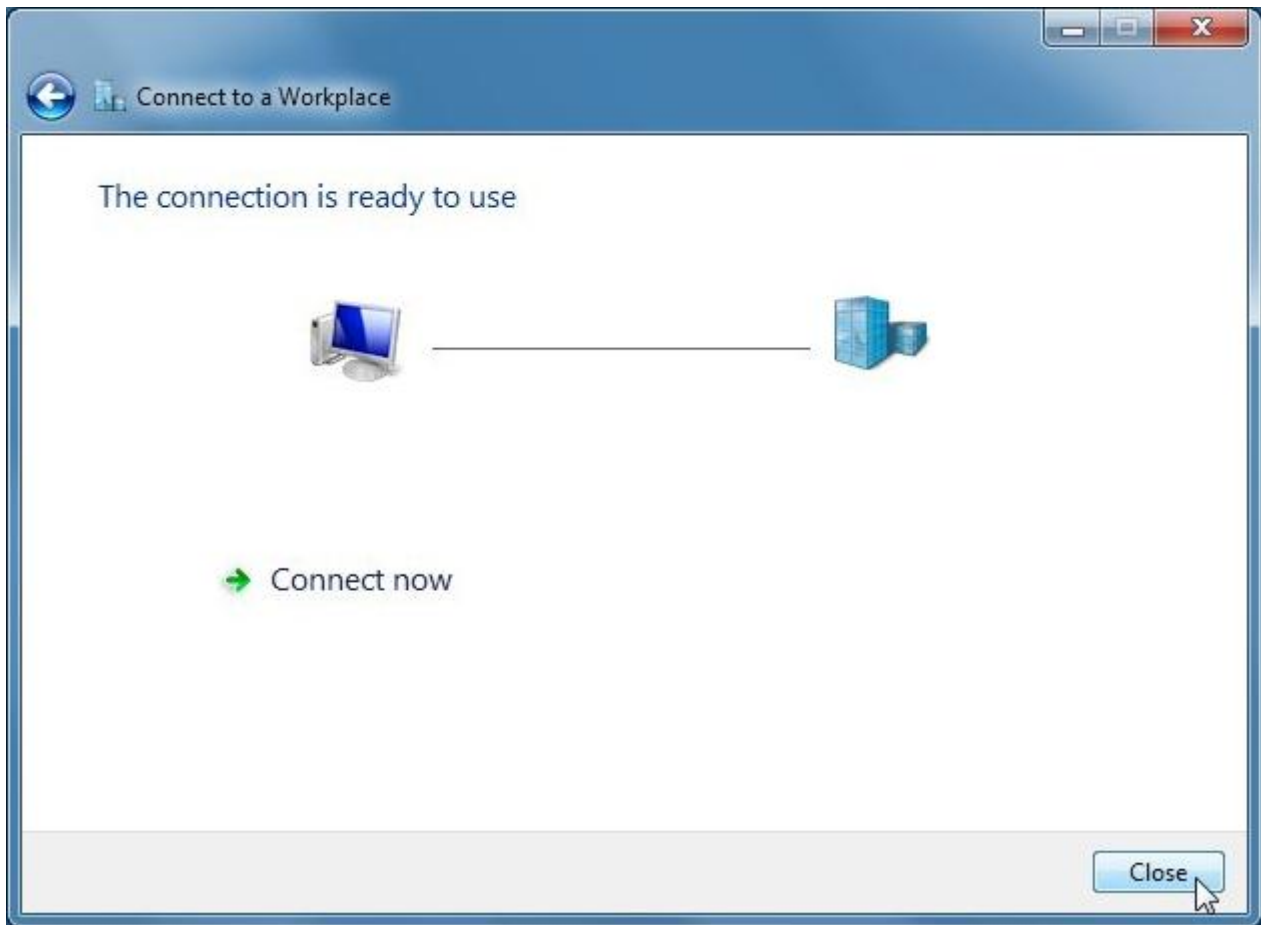 Connect to a Workplace
The connection is ready to use
Connect now
Close